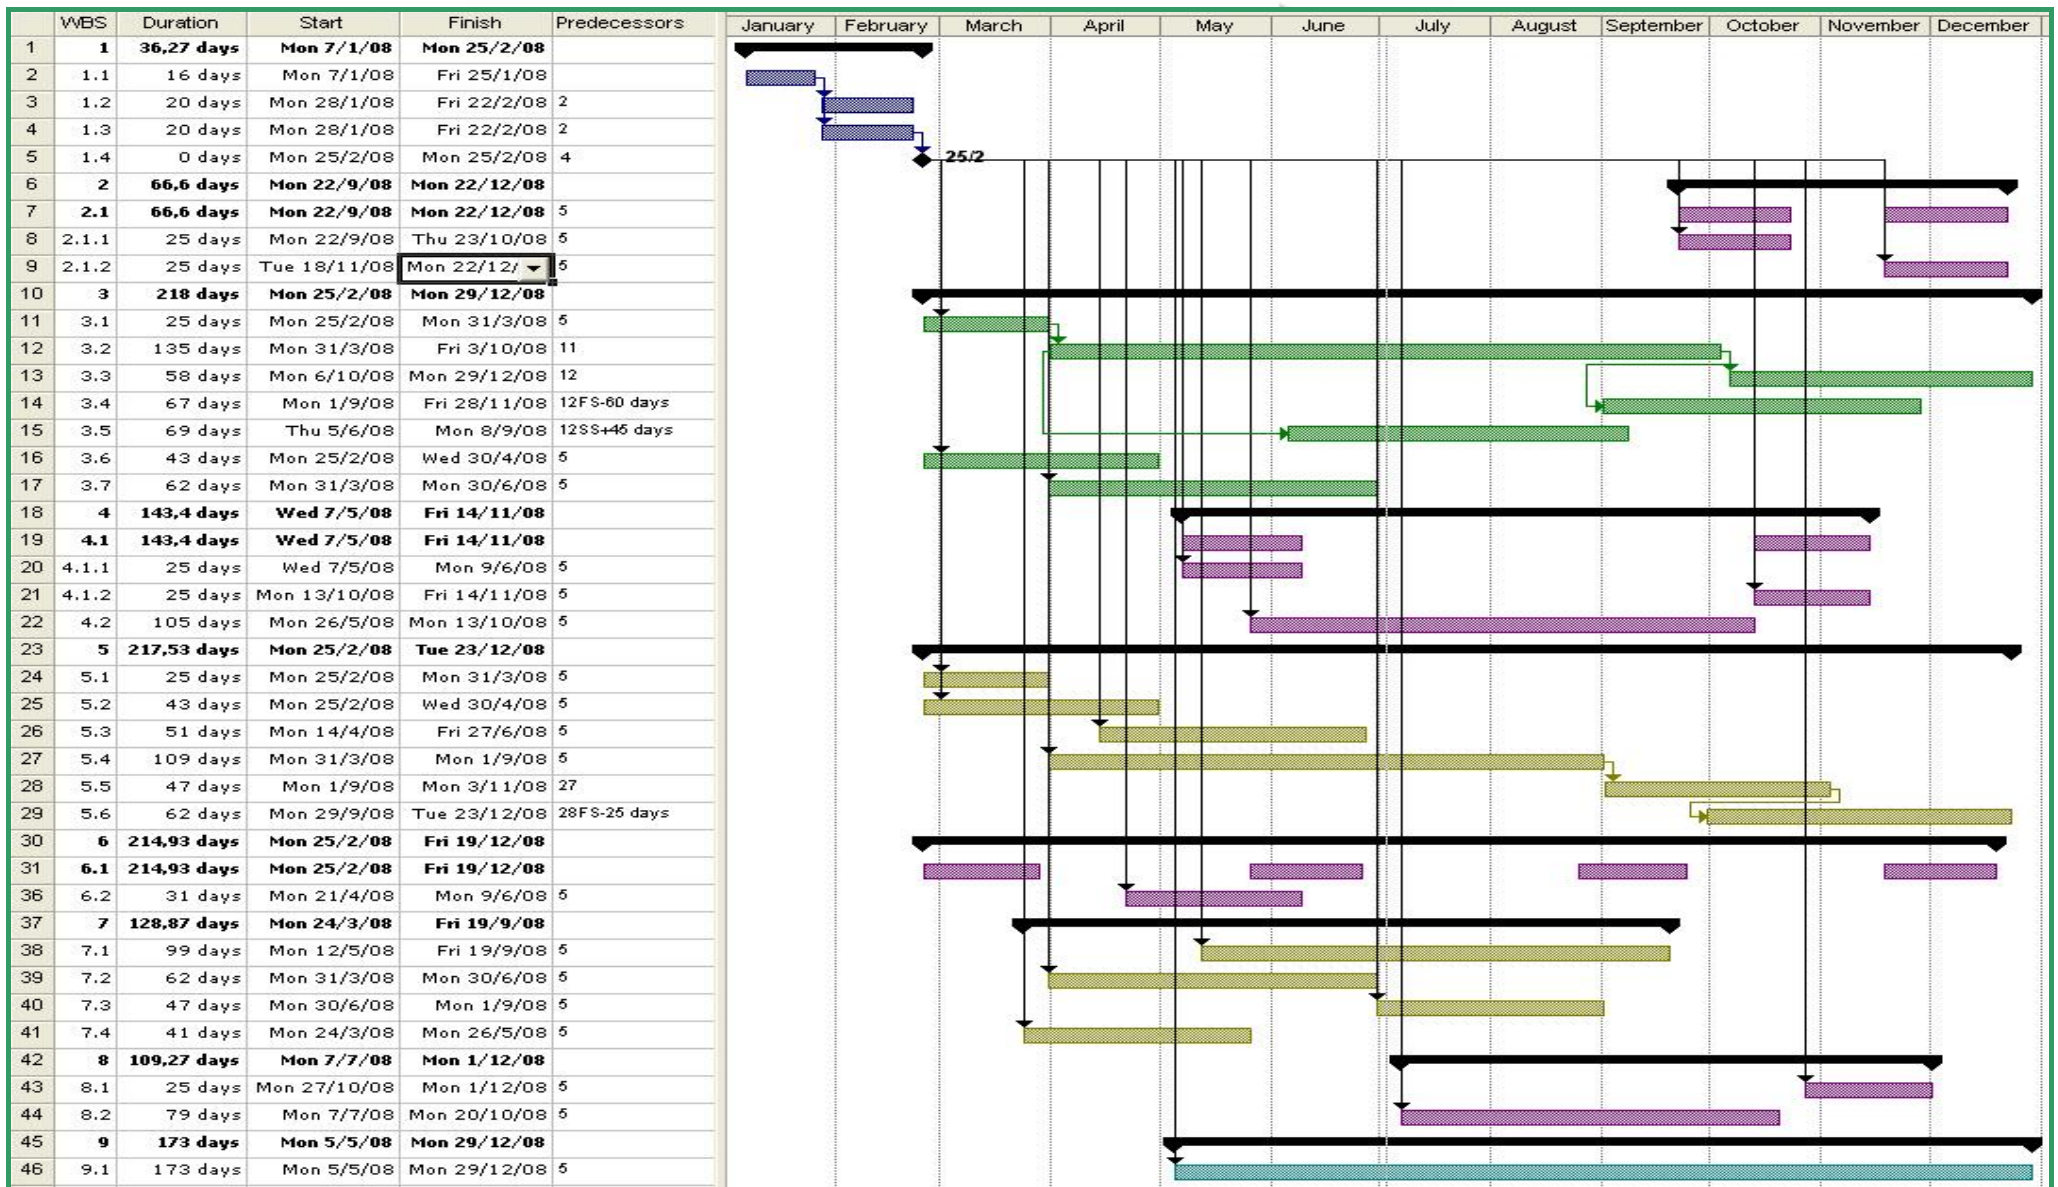 WBS Duration Start Finish Predecessors January February March April May June July August September October November December
1 1 36,27 days Mon 7/1/08 Mon 25/2/08
2 1.1 16 days Mon 7/1/08 Fri 25/1/08
3 1.2 20 days Mon 28/1/08 Fri 22/2/08 2
4 1.3 20 days Mon 28/1/08 Fri 22/2/08 2
5 1.4 0 days Mon 25/2/08 Mon 25/2/08 4 25/2
6 2 66,6 days Mon 22/9/08 Mon 22/12/08
7 2.1 66,6 days Mon 22/9/08 Mon 22/12/08 5
8 2.1.1 25 days Mon 22/9/08 Thu 23/10/08 5
9 2.1.2 25 days Tue 18/11/08 Mon 22/12/ 5
10 3 218 days Mon 25/2/08 Mon 29/12/08
11 3.1 25 days Mon 25/2/08 Mon 31/3/08 5
12 3.2 135 days Mon 31/3/08 Fri 3/10/08 11
13 3.3 58 days Mon 6/10/08 Mon 29/12/08 12
14 3.4 67 days Mon 1/9/08 Fri 28/11/08 12FS-60 days
15 3.5 69 days Thu 5/6/08 Mon 8/9/08 12SS+45 days
16 3.6 43 days Mon 25/2/08 Wed 30/4/08 5
17 3.7 62 days Mon 31/3/08 Mon 30/6/08 5
18 4 143,4 days Wed 7/5/08 Fri 14/11/08
19 4.1 143,4 days Wed 7/5/08 Fri 14/11/08
20 4.1.1 25 days Wed 7/5/08 Mon 9/6/08 5
21 4.1.2 25 days Mon 13/10/08 Fri 14/11/08 5
22 4.2 105 days Mon 26/5/08 Mon 13/10/08 5
23 5 217,53 days Mon 25/2/08 Tue 23/12/08
24 5.1 25 days Mon 25/2/08 Mon 31/3/08 5
25 5.2 43 days Mon 25/2/08 Wed 30/4/08 5
26 5.3 51 days Mon 14/4/08 Fri 27/6/08 5
27 5.4 109 days Mon 31/3/08 Mon 1/9/08 5
28 5.5 47 days Mon 1/9/08 Mon 3/11/08 27
29 5.6 62 days Mon 29/9/08 Tue 23/12/08 28FS-25 days
30 6 214,93 days Mon 25/2/08 Fri 19/12/08
31 6.1 214,93 days Mon 25/2/08 Fri 19/12/08
36 6.2 31 days Mon 21/4/08 Mon 9/6/08 5
37 7 128,87 days Mon 24/3/08 Fri 19/9/08
38 7.1 99 days Mon 12/5/08 Fri 19/9/08 5
39 7.2 62 days Mon 31/3/08 Mon 30/6/08 5
40 7.3 47 days Mon 30/6/08 Mon 1/9/08 5
41 7.4 41 days Mon 24/3/08 Mon 26/5/08 5
42 8 109,27 days Mon 7/7/08 Mon 1/12/08
43 8.1 25 days Mon 27/10/08 Mon 1/12/08 5
44 8.2 79 days Mon 7/7/08 Mon 20/10/08 5
45 9 173 days Mon 5/5/08 Mon 29/12/08
46 9.1 173 days Mon 5/5/08 Mon 29/12/08 5